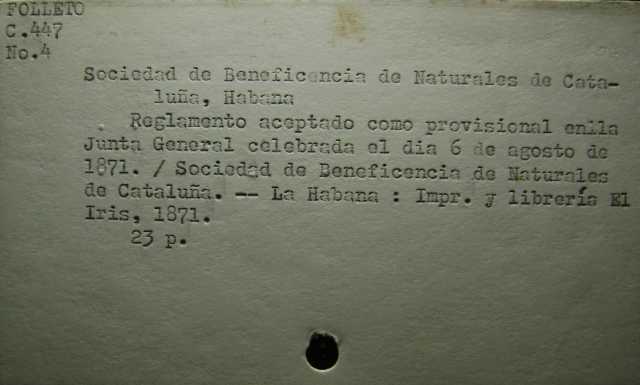 FOLLETO
C.447
No.4
Sociedad de Beneficencia de Naturales de Cata-
luña, Habana
Reglamento aceptado como provisional enlla
Junta General celebrada el dia 6 de agosto de
1871. / Sociedad de Beneficencia de Naturales
de Cataluña. -- La Habana : Impr. y librería El
Iris, 1871.
23 p.